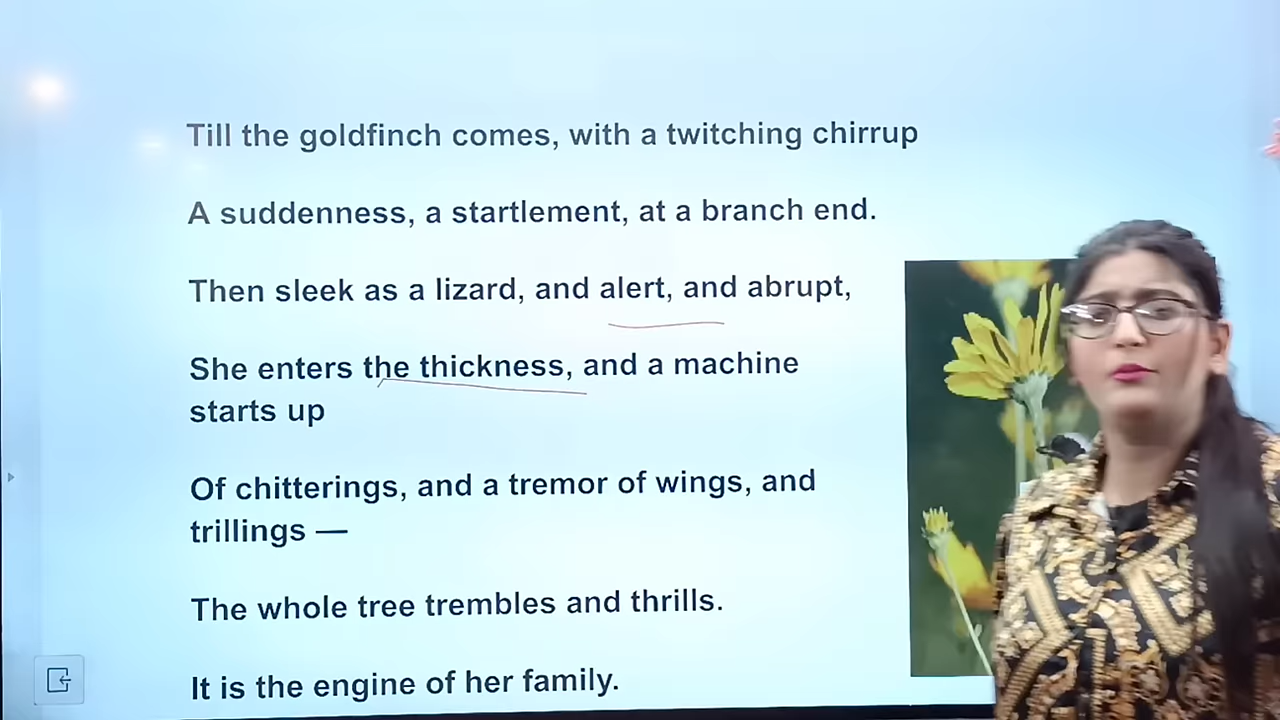 Till the goldfinch comes, with a twitching chirrup
A suddenness, a startlement, at a branch end.
Then sleek as a lizard, and alert, and abrupt,
She enters the thickness, and a machine
starts up
Of chitterings, and a tremor of wings, and
trillings —
The whole tree trembles and thrills.
It is the engine of her family.